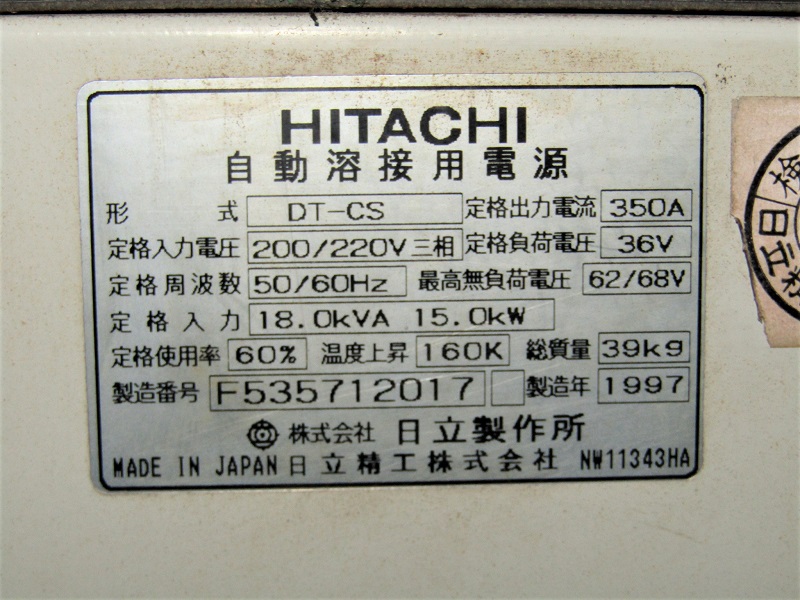 HITACHI
自動溶接用電源
形 式 DT-CS 定格出力電流 350A
定格入力電圧 200/220V 三相 定格負荷電圧 36V
定格周波数 50/60Hz 最高無負荷電圧 62/68V
定格入力 18.0kVA 15.0kW
定格使用率 60% 温度上昇 160K 総質量 39kg
製造番号 F535712017 製造年 1997
株式会社 日立製作所
MADE IN JAPAN 日立精工株式会社 NW11343HA
検
日立